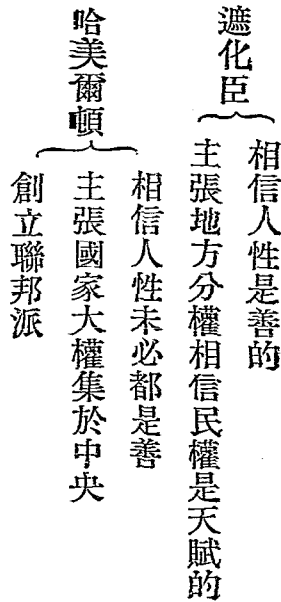 遮化臣
相信人性是善的
主張地方分權相信民權是天賦的
哈美爾頓
相信人性未必都是善
主張國家大權集於中央
創立聯邦派